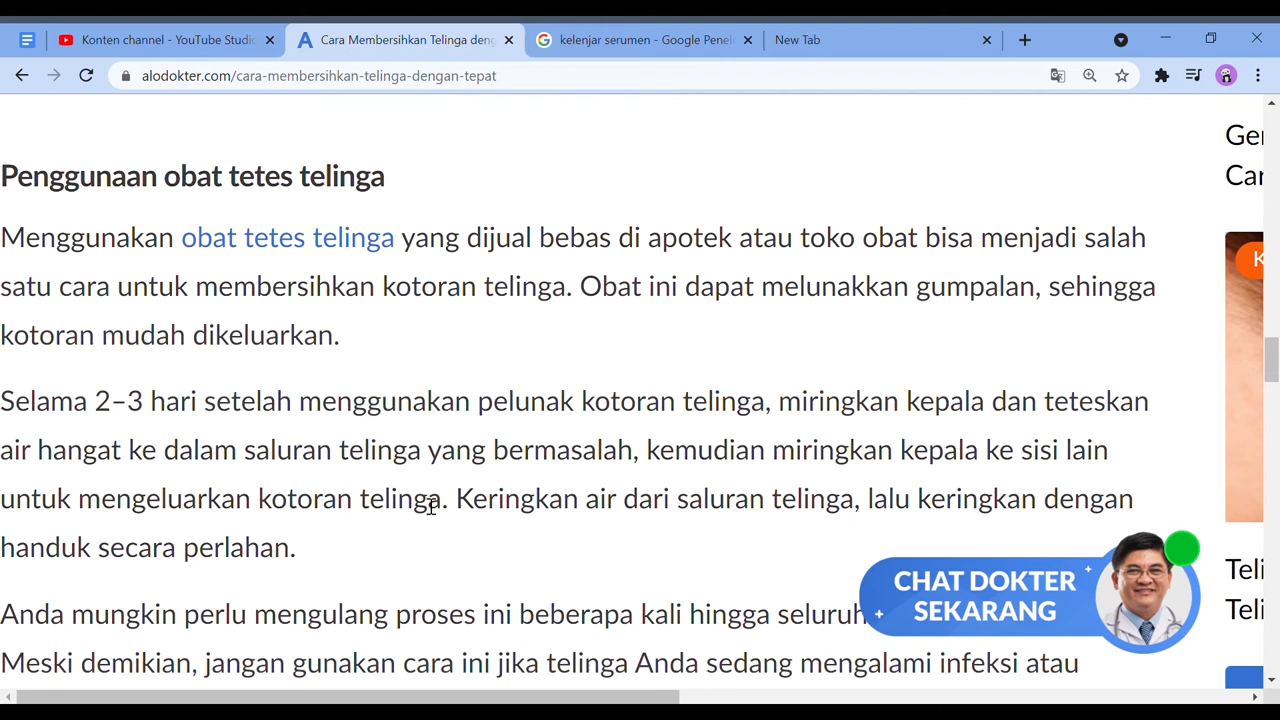 Konten channel - YouTube Studio
Cara Membersihkan Telinga deng
kelenjar serumen - Google Penel
New Tab
alodokter.com/cara-membersihkan-telinga-dengan-tepat
Penggunaan obat tetes telinga
Menggunakan obat tetes telinga yang dijual bebas di apotek atau toko obat bisa menjadi salah
satu cara untuk membersihkan kotoran telinga. Obat ini dapat melunakkan gumpalan, sehingga
kotoran mudah dikeluarkan.
Selama 2–3 hari setelah menggunakan pelunak kotoran telinga, miringkan kepala dan teteskan
air hangat ke dalam saluran telinga yang bermasalah, kemudian miringkan kepala ke sisi lain
untuk mengeluarkan kotoran telinga. Keringkan air dari saluran telinga, lalu keringkan dengan
handuk secara perlahan.
Anda mungkin perlu mengulang proses ini beberapa kali hingga seluruh
Meski demikian, jangan gunakan cara ini jika telinga Anda sedang mengalami infeksi atau
CHAT DOKTER
SEKARANG
Ger
Car
K
Teli
Teli